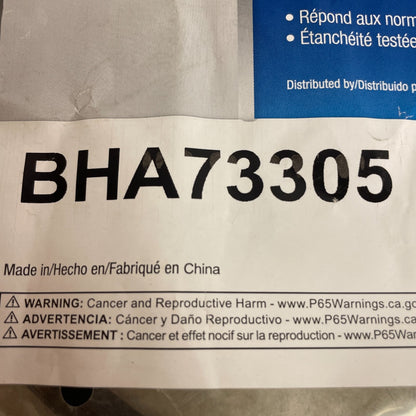 • Répond aux norm
• Étanchéité testée
Distributed by/Distribuido p
BHA73305
Made in/Hecho en/Fabriqué en China
⚠ WARNING: Cancer and Reproductive Harm - www.P65Warnings.ca.go
⚠ ADVERTENCIA: Cáncer y Daño Reproductivo - www.P65Warnings.ca
⚠ AVERTISSEMENT : Cancer et effet nocif sur la reproduction - www.P65Wa